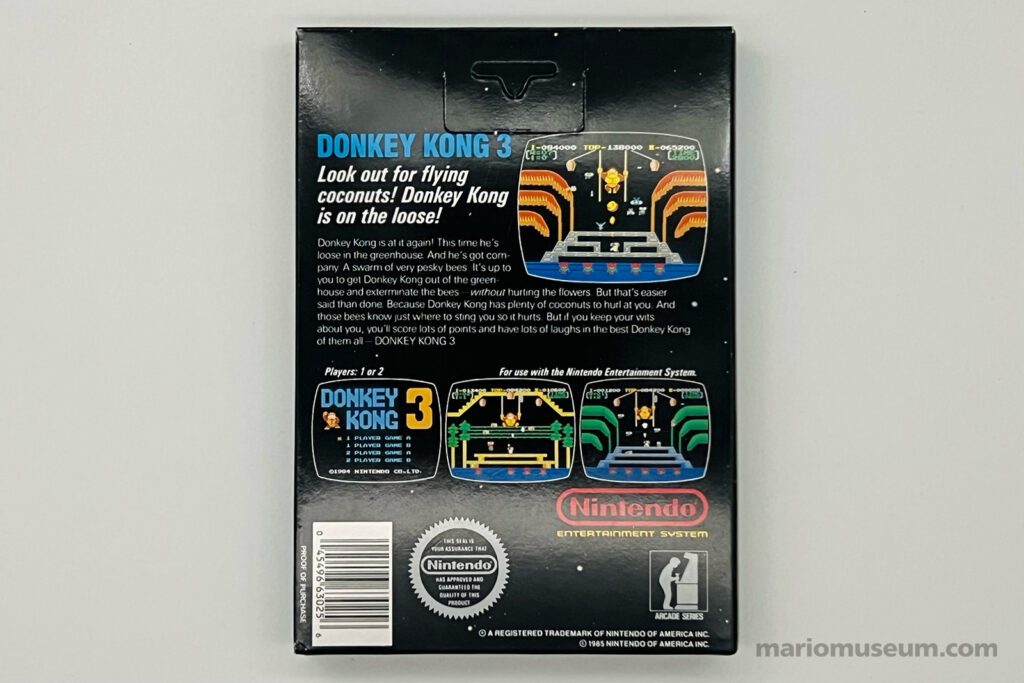 DONKEY KONG 3
Look out for flying
coconuts! Donkey Kong
is on the loose!
I-084000 TOP-138000 II-065200
TIME
2800
Donkey Kong is at it again! This time he's
loose in the greenhouse. And he's got com-
pany. A swarm of very pesky bees. It's up to
you to get Donkey Kong out of the green-
house and exterminate the bees—without hurting the flowers. But that's easier
said than done. Because Donkey Kong has plenty of coconuts to hurl at you. And
those bees know just where to sting you so it hurts. But if you keep your wits
about you, you'll score lots of points and have lots of laughs in the best Donkey Kong
of them all—DONKEY KONG 3
Players: 1 or 2
For use with the Nintendo Entertainment System.
DONKEY
KONG 3
1 PLAYER GAME A
1 PLAYER GAME B
2 PLAYER GAME A
2 PLAYER GAME B
©1984 NINTENDO CO.,LTD.
Nintendo
ENTERTAINMENT SYSTEM
PROOF OF PURCHASE
0 45496 63025 6
THIS SEAL IS
YOUR ASSURANCE THAT
Nintendo
HAS APPROVED AND
GUARANTEED THE
QUALITY OF THIS
PRODUCT
ARCADE SERIES
® A REGISTERED TRADEMARK OF NINTENDO OF AMERICA INC.
© 1985 NINTENDO OF AMERICA INC.
mariomuseum.com